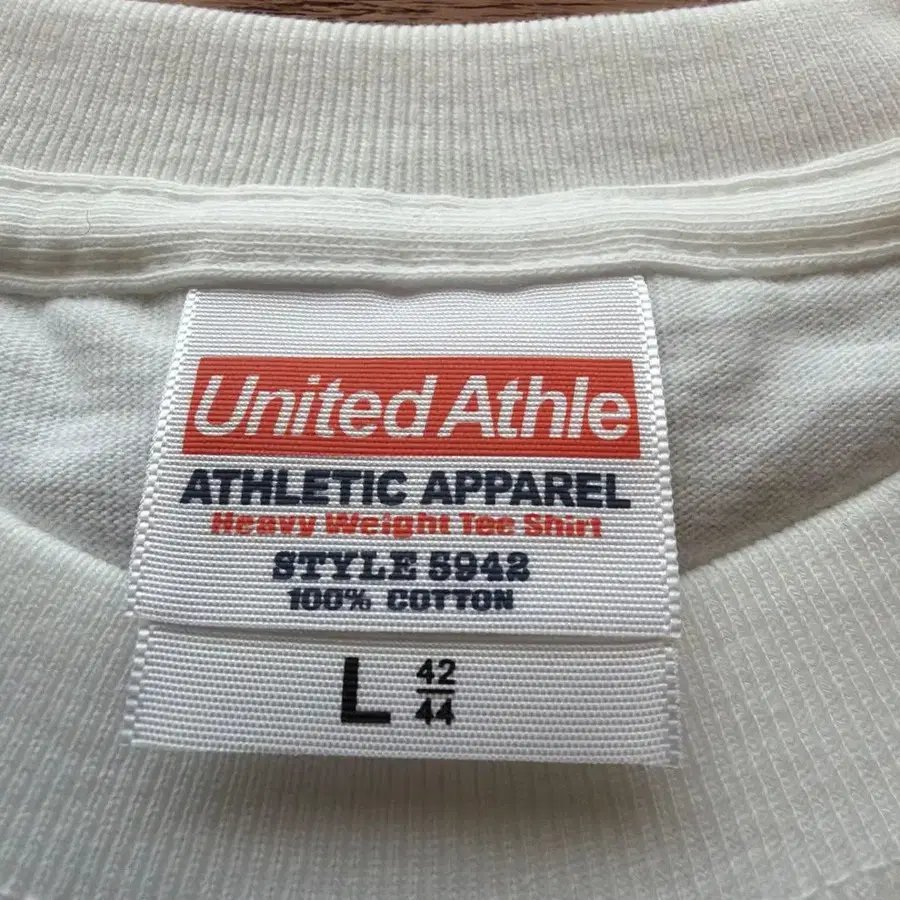 United Athle
ATHLETIC APPAREL
Heavy Weight Tee Shirt
STYLE 5942
100% COTTON
L 42
44